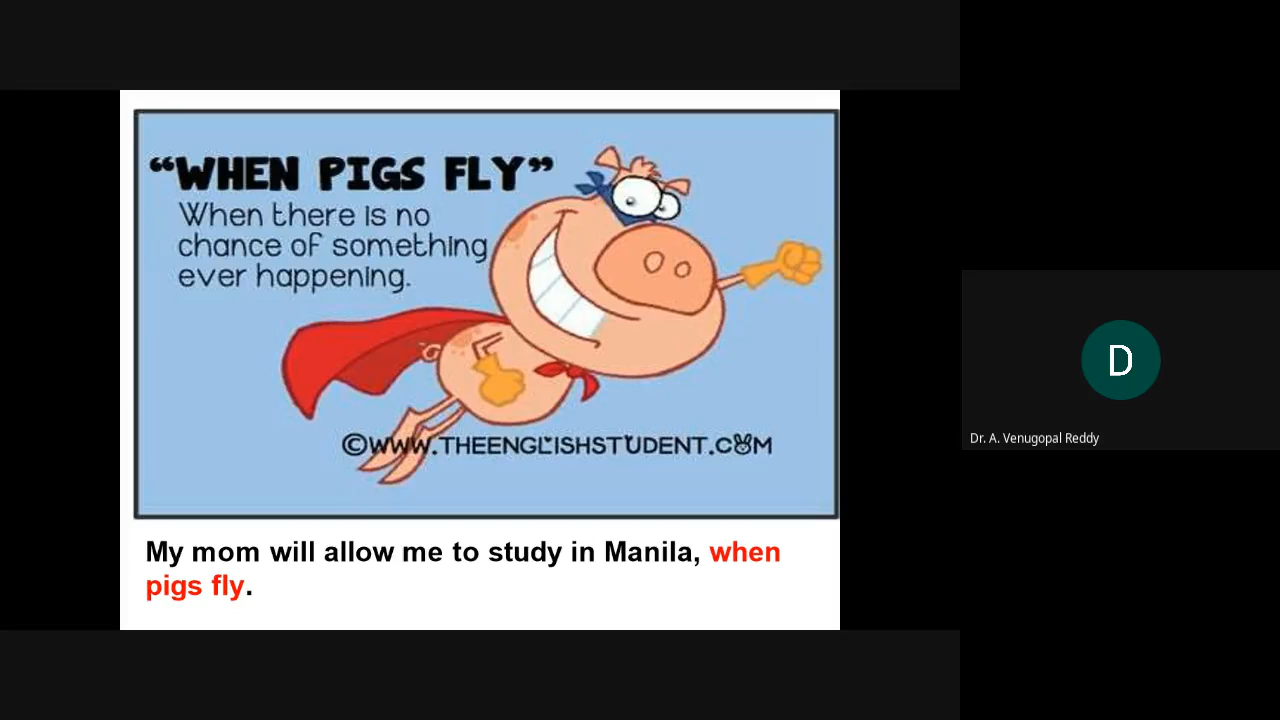 “WHEN PIGS FLY”
When there is no
chance of something
ever happening.
©WWW.THEENGLISHSTUDENT.COM
My mom will allow me to study in Manila, when
pigs fly.
D
Dr. A. Venugopal Reddy